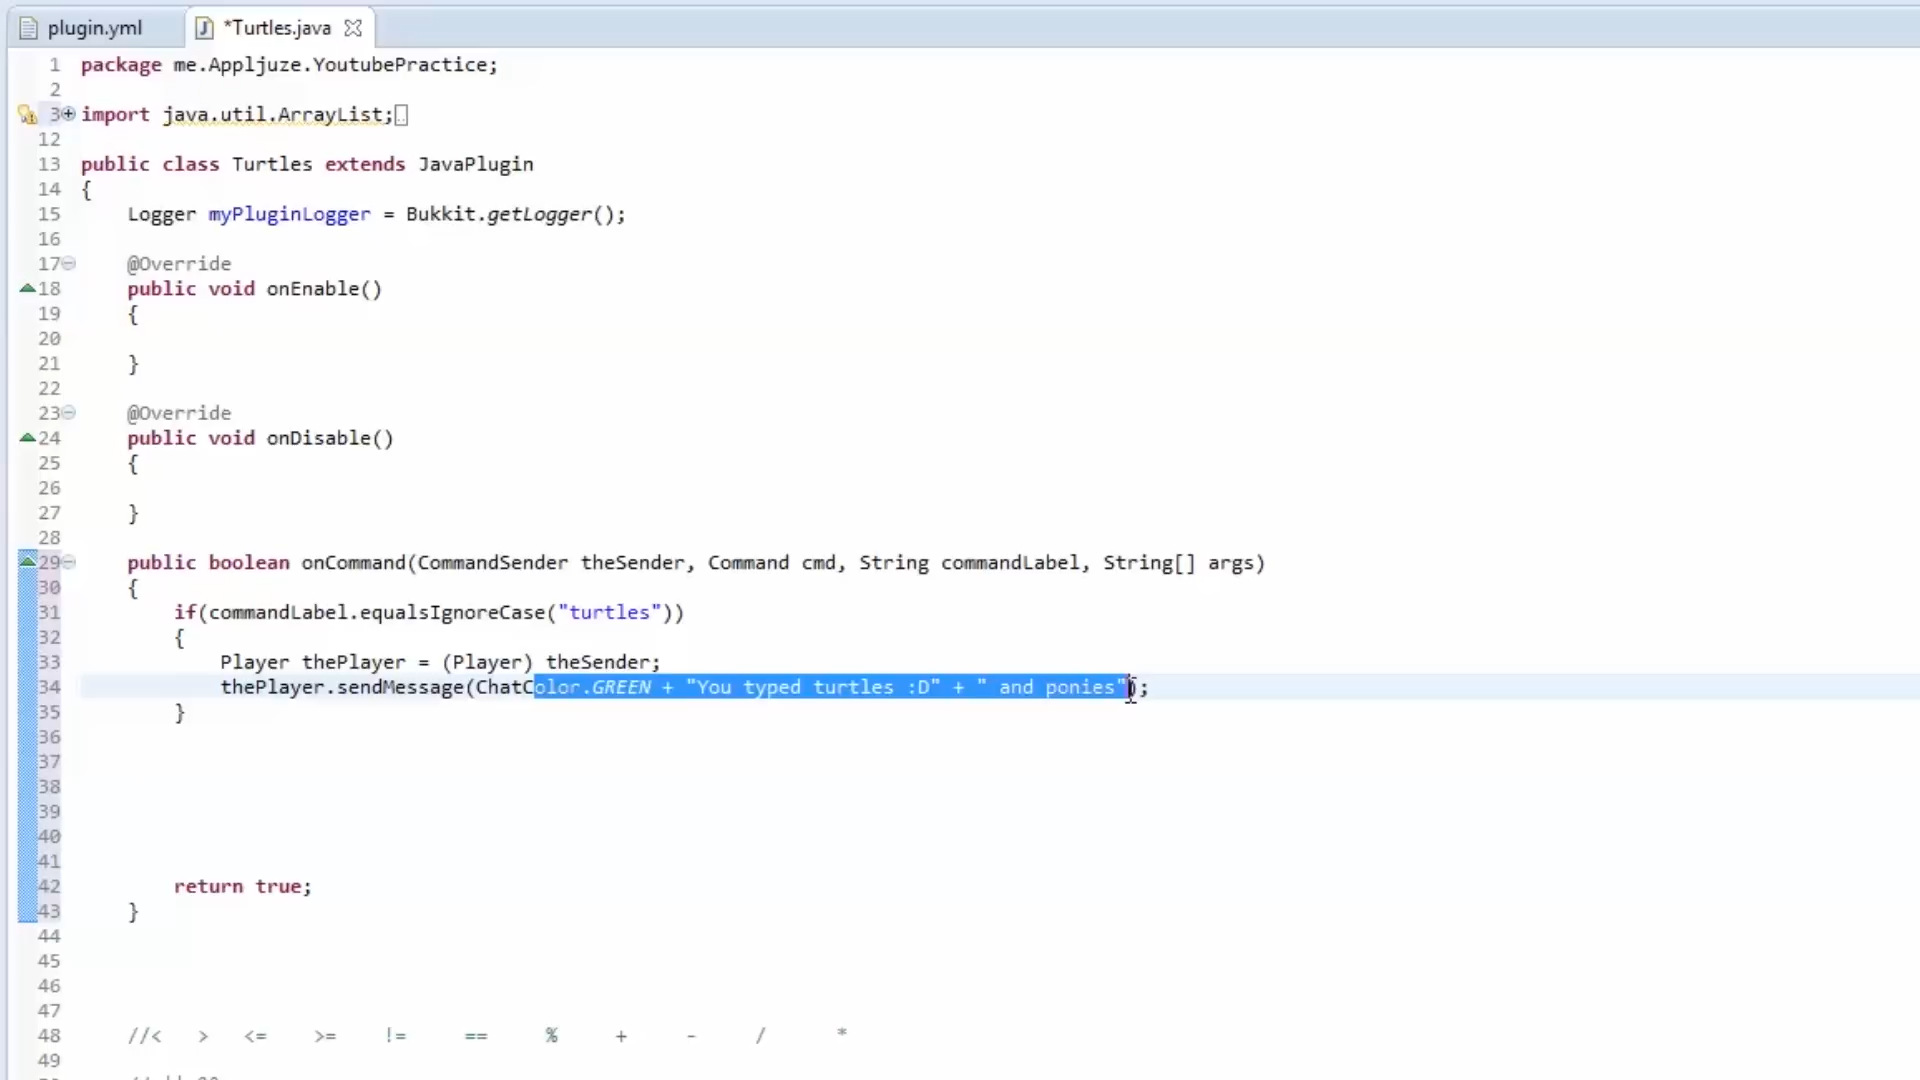 plugin.yml *Turtles.java
1 package me.Appljuze.YoutubePractice;
2
3 import java.util.ArrayList;
12
13 public class Turtles extends JavaPlugin
14 {
15 Logger myPluginLogger = Bukkit.getLogger();
16
17 @Override
18 public void onEnable()
19 {
20
21 }
22
23 @Override
24 public void onDisable()
25 {
26
27 }
28
29 public boolean onCommand(CommandSender theSender, Command cmd, String commandLabel, String[] args)
30 {
31 if(commandLabel.equalsIgnoreCase("turtles"))
32 {
33 Player thePlayer = (Player) theSender;
34 thePlayer.sendMessage(ChatColor.GREEN + "You typed turtles :D" + " and ponies");
35 }
36
37
38
39
40
41
42 return true;
43 }
44
45
46
47
48 //< > <= >= != == % + - / *
49